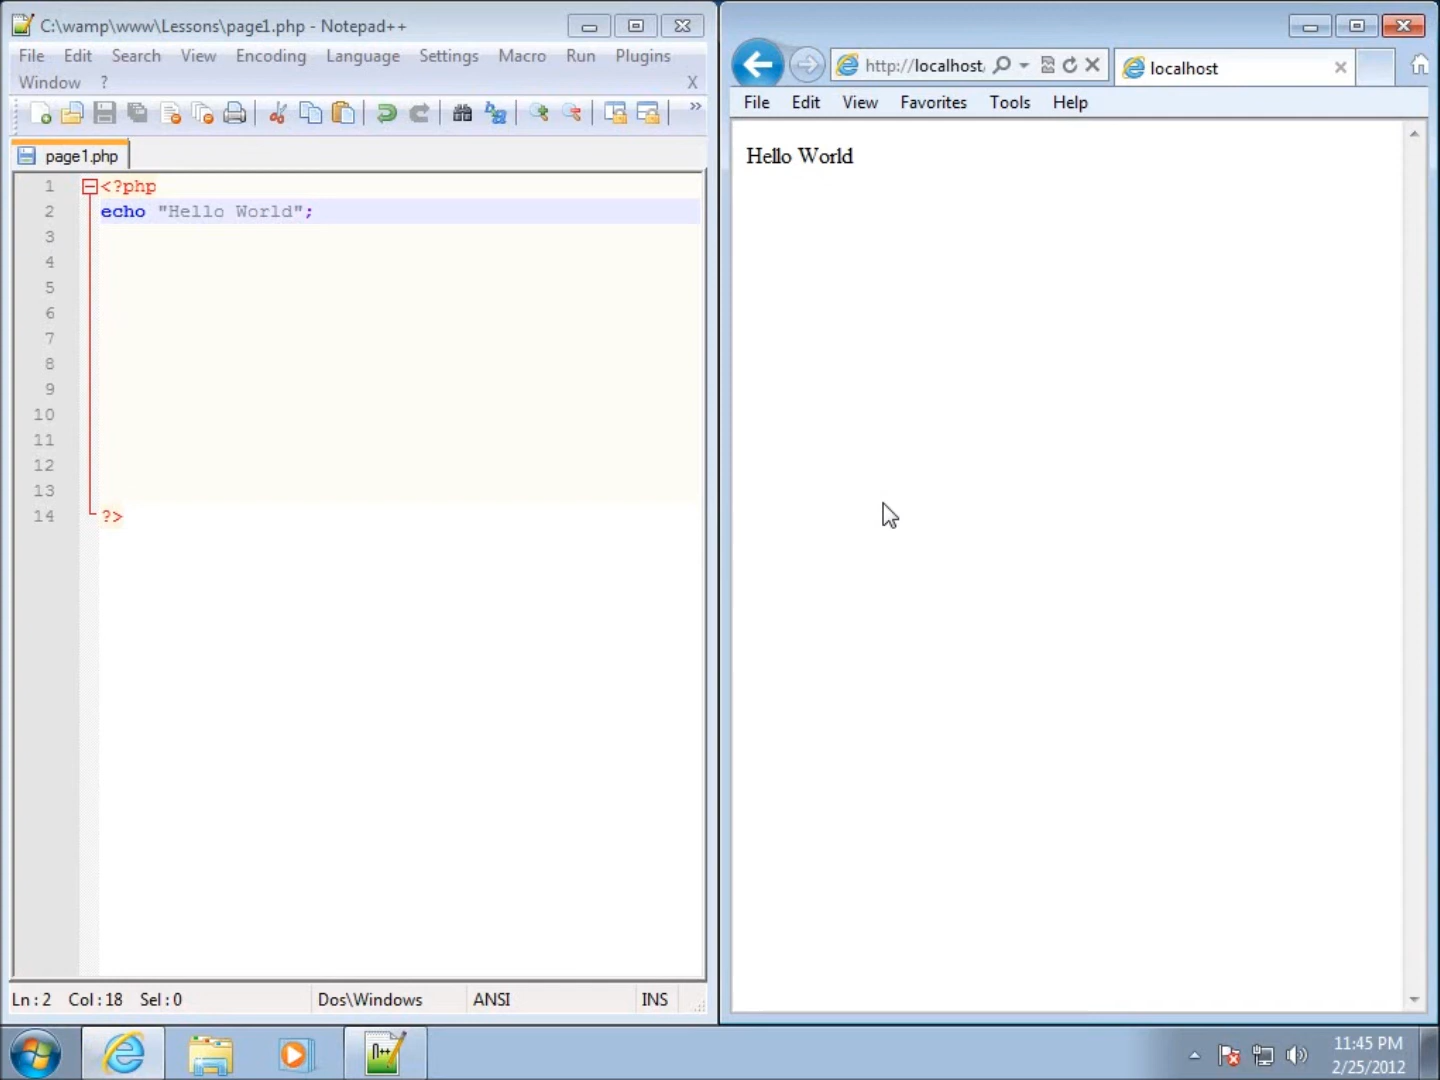 C:\wamp\www\Lessons\page1.php - Notepad++
File Edit Search View Encoding Language Settings Macro Run Plugins
Window ? X
page1.php
1 <?php
2 echo "Hello World";
3
4
5
6
7
8
9
10
11
12
13
14 ?>
Ln:2 Col:18 Sel:0 Dos\Windows ANSI INS
http://localhost
localhost
File Edit View Favorites Tools Help
Hello World
n++
11:45 PM
2/25/2012